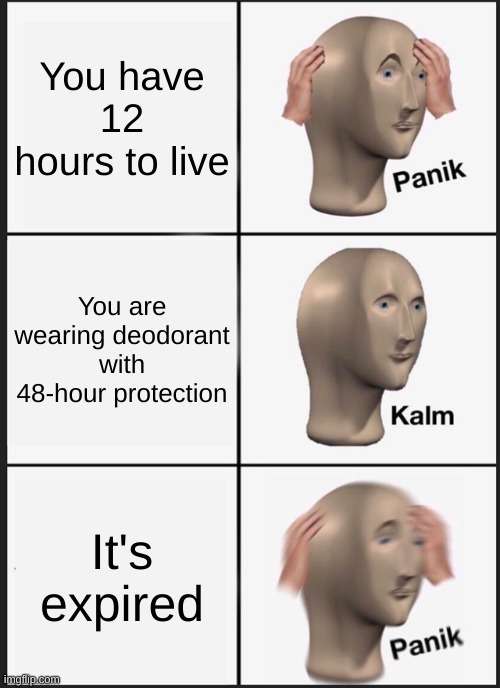 You have
12
hours to live
Panik
You are
wearing deodorant
with
48-hour protection
Kalm
It's
expired
Panik
imgflip.com